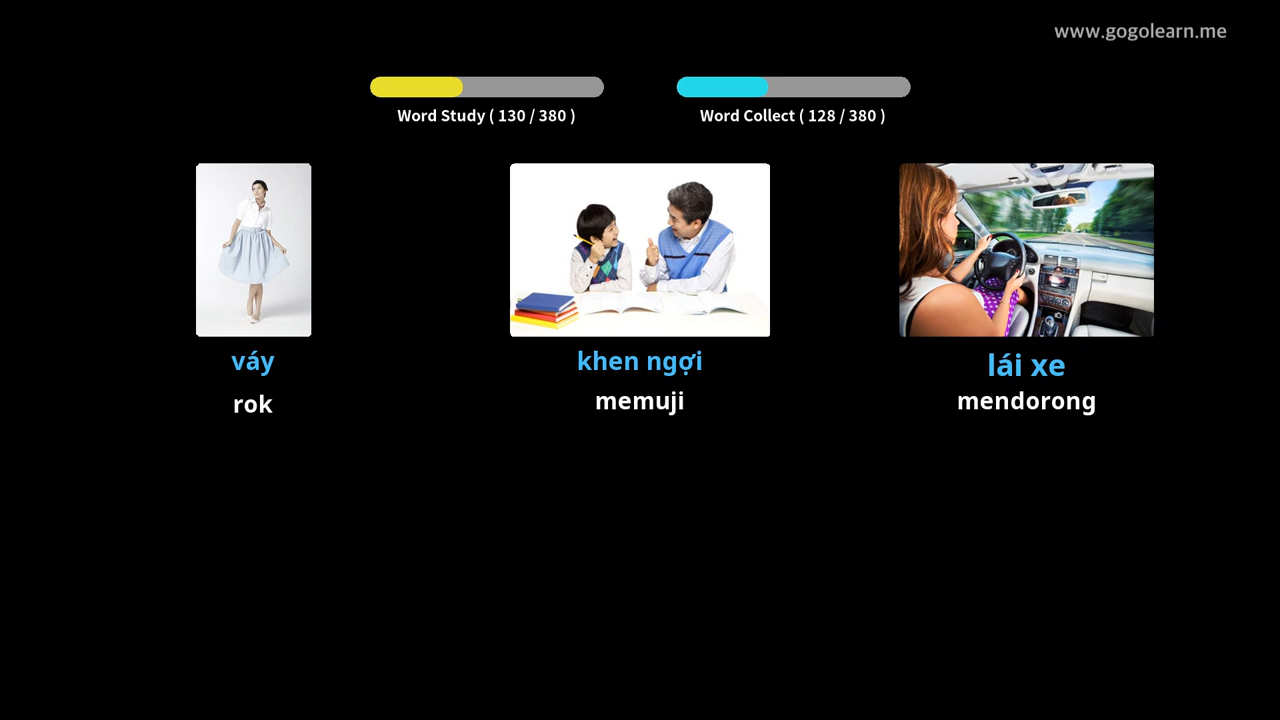 www.gogolearn.me
Word Study ( 130 / 380 )
Word Collect ( 128 / 380 )
váy
khen ngợi
lái xe
rok
memuji
mendorong